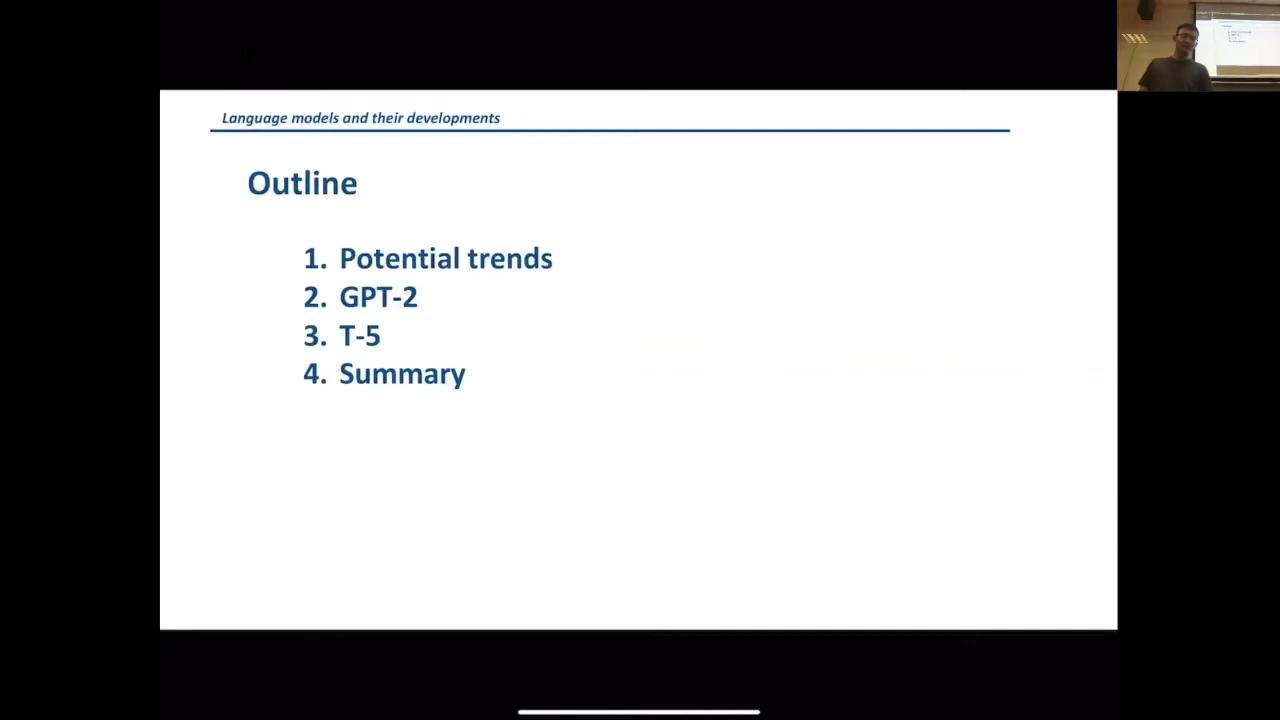 Language models and their developments
Outline
1. Potential trends
2. GPT-2
3. T-5
4. Summary